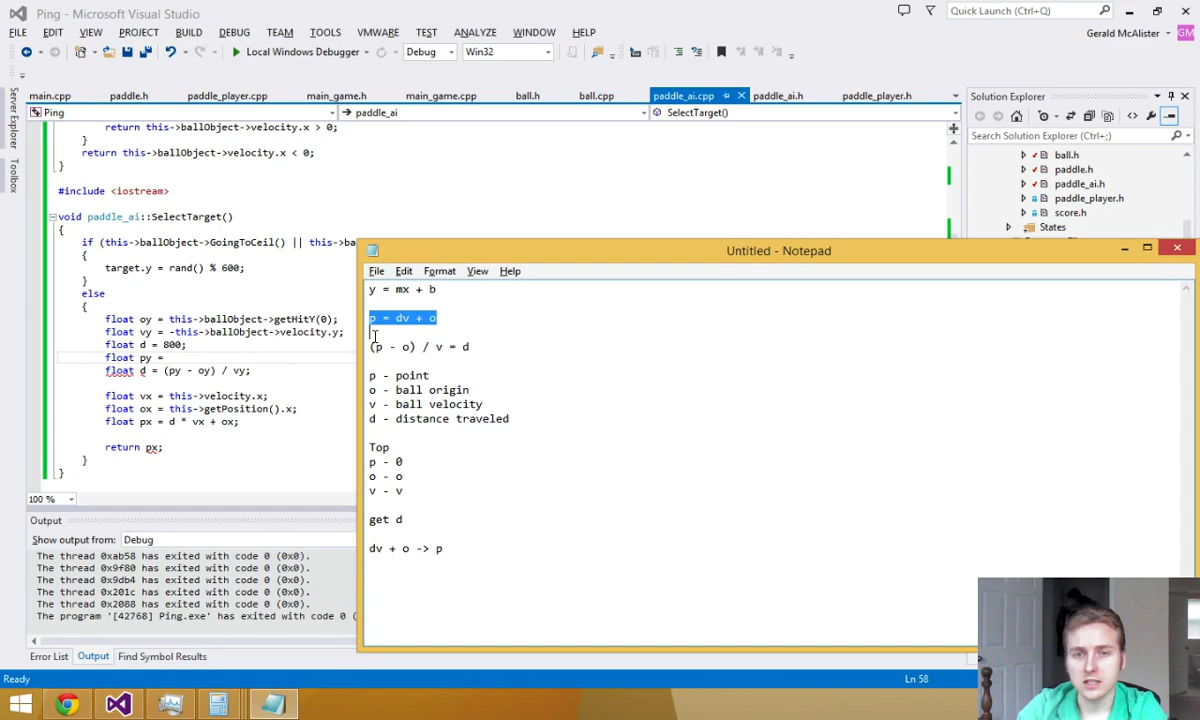 Ping - Microsoft Visual Studio
Quick Launch (Ctrl+;)
FILE EDIT VIEW PROJECT BUILD DEBUG TEAM TOOLS VMWARE TEST ANALYZE WINDOW HELP
Gerald McAlister GM
Local Windows Debugger Debug Win32
Server Explorer
Toolbox
main.cpp paddle.h paddle_player.cpp main_game.h main_game.cpp ball.h ball.cpp paddle_ai.cpp paddle_ai.h paddle_player.h
Ping paddle_ai SelectTarget()
Solution Explorer
Search Solution Explorer (Ctrl+;)
ball.h
paddle.h
paddle_ai.h
paddle_player.h
score.h
States
return this->ballObject->velocity.x > 0;
}
return this->ballObject->velocity.x < 0;
}
#include <iostream>
void paddle_ai::SelectTarget()
{
if (this->ballObject->GoingToCeil() || this->ba
{
target.y = rand() % 600;
}
else
{
float oy = this->ballObject->getHitY(0);
float vy = -this->ballObject->velocity.y;
float d = 800;
float py =
float d = (py - oy) / vy;
float vx = velocity.x;
float ox = this->getPosition().x;
float px = d * vx + ox;
return px;
}
}
100 %
Untitled - Notepad
File Edit Format View Help
y = mx + b
p = dv + o
(p - o) / v = d
p - point
o - ball origin
v - ball velocity
d - distance traveled
Top
p - 0
o - o
v - v
get d
dv + o -> p
Output
Show output from: Debug
The thread 0xab58 has exited with code 0 (0x0).
The thread 0x9f80 has exited with code 0 (0x0).
The thread 0x9db4 has exited with code 0 (0x0).
The thread 0x201c has exited with code 0 (0x0).
The thread 0x2088 has exited with code 0 (0x0).
The program '[42768] Ping.exe' has exited with code 0 (
Error List Output Find Symbol Results
Ready
Ln 58